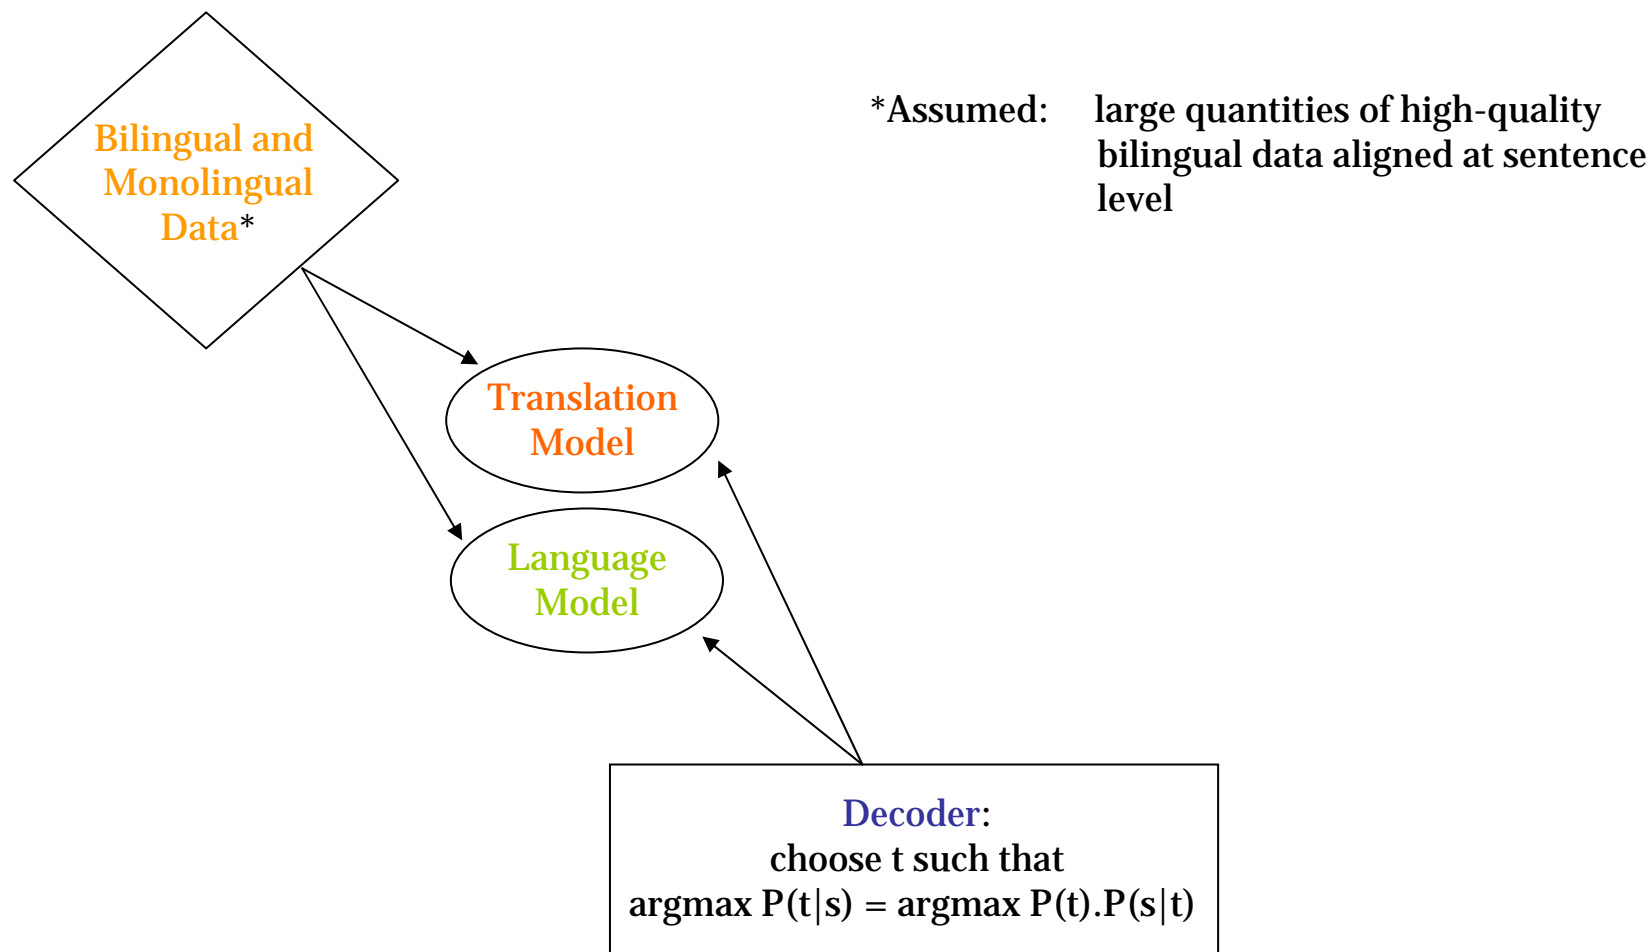 Bilingual and
Monolingual
Data*
*Assumed: large quantities of high-quality
bilingual data aligned at sentence
level
Translation
Model
Language
Model
Decoder:
choose t such that
argmax P(t|s) = argmax P(t).P(s|t)